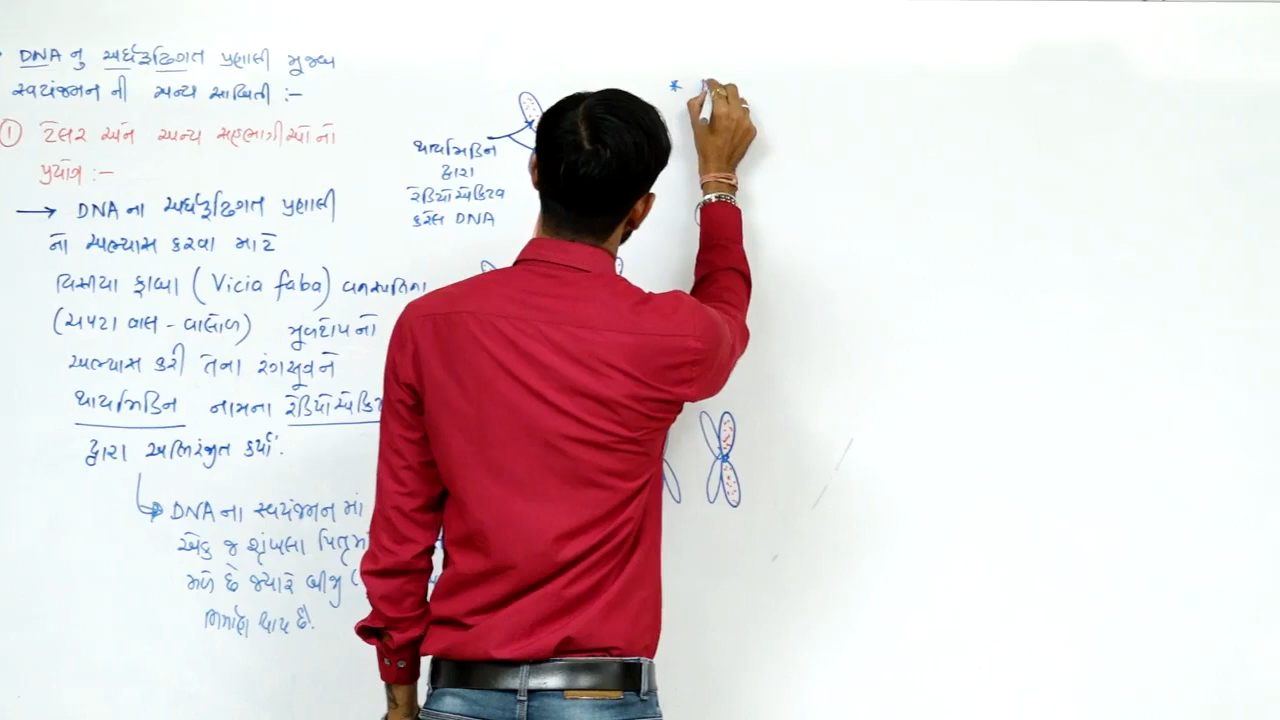 DNA નુ અર્ધરૂઢિગત પ્રણાલી મુજબ
સ્વયંજનન ની અન્ય સાબિતી :-
① ટેલર અને અન્ય સહભાગીઓ નો
પ્રયોગ :-
→ DNA ના અર્ધરૂઢિગત પ્રણાલી
નો અભ્યાસ કરવા માટે
વિસીયા ફાબા (Vicia faba) વનસ્પતિના
(ચપટા વાલ - વાલોળ) મૂળટોપ નો
અભ્યાસ કરી તેના રંગસૂત્ર ને
થાયમિડિન નામના
દ્વારા અભિરંજીત કર્યા.
DNA ના સ્વયંજનન માં
એક જ શૃંખલા
મળે છે જ્યારે બીજી
નિર્માણ થાય છે.
થાયમિડિન
દ્વારા
રેડિયોએક્ટિવ
કરેલ DNA
*